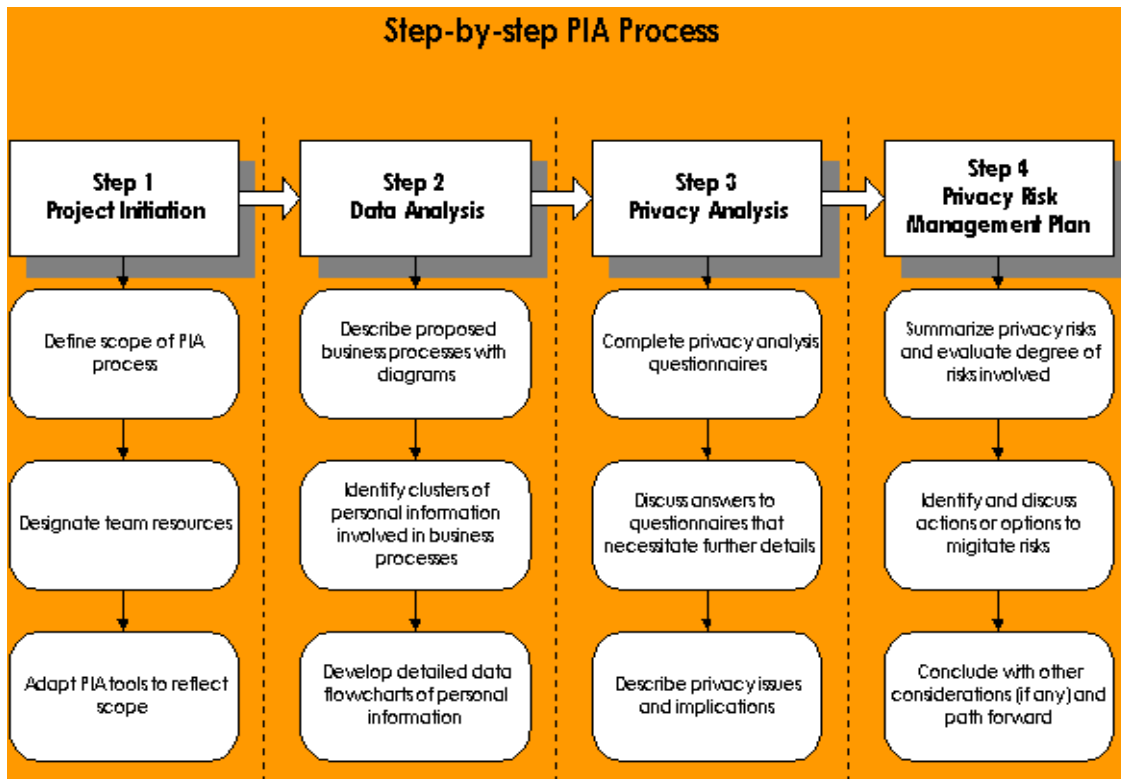 Step-by-step PIA Process
Step 1
Project Initiation
Step 2
Data Analysis
Step 3
Privacy Analysis
Step 4
Privacy Risk
Management Plan
Define scope of PIA
process
Describe proposed
business processes with
diagrams
Complete privacy analysis
questionnaires
Summarize privacy risks
and evaluate degree of
risks involved
Designate team resources
Identify clusters of
personal information
involved in business
processes
Discuss answers to
questionnaires that
necessitate further details
Identify and discuss
actions or options to
migitate risks
Adapt PIA tools to reflect
scope
Develop detailed data
flowcharts of personal
information
Describe privacy issues
and implications
Conclude with other
considerations (if any) and
path forward